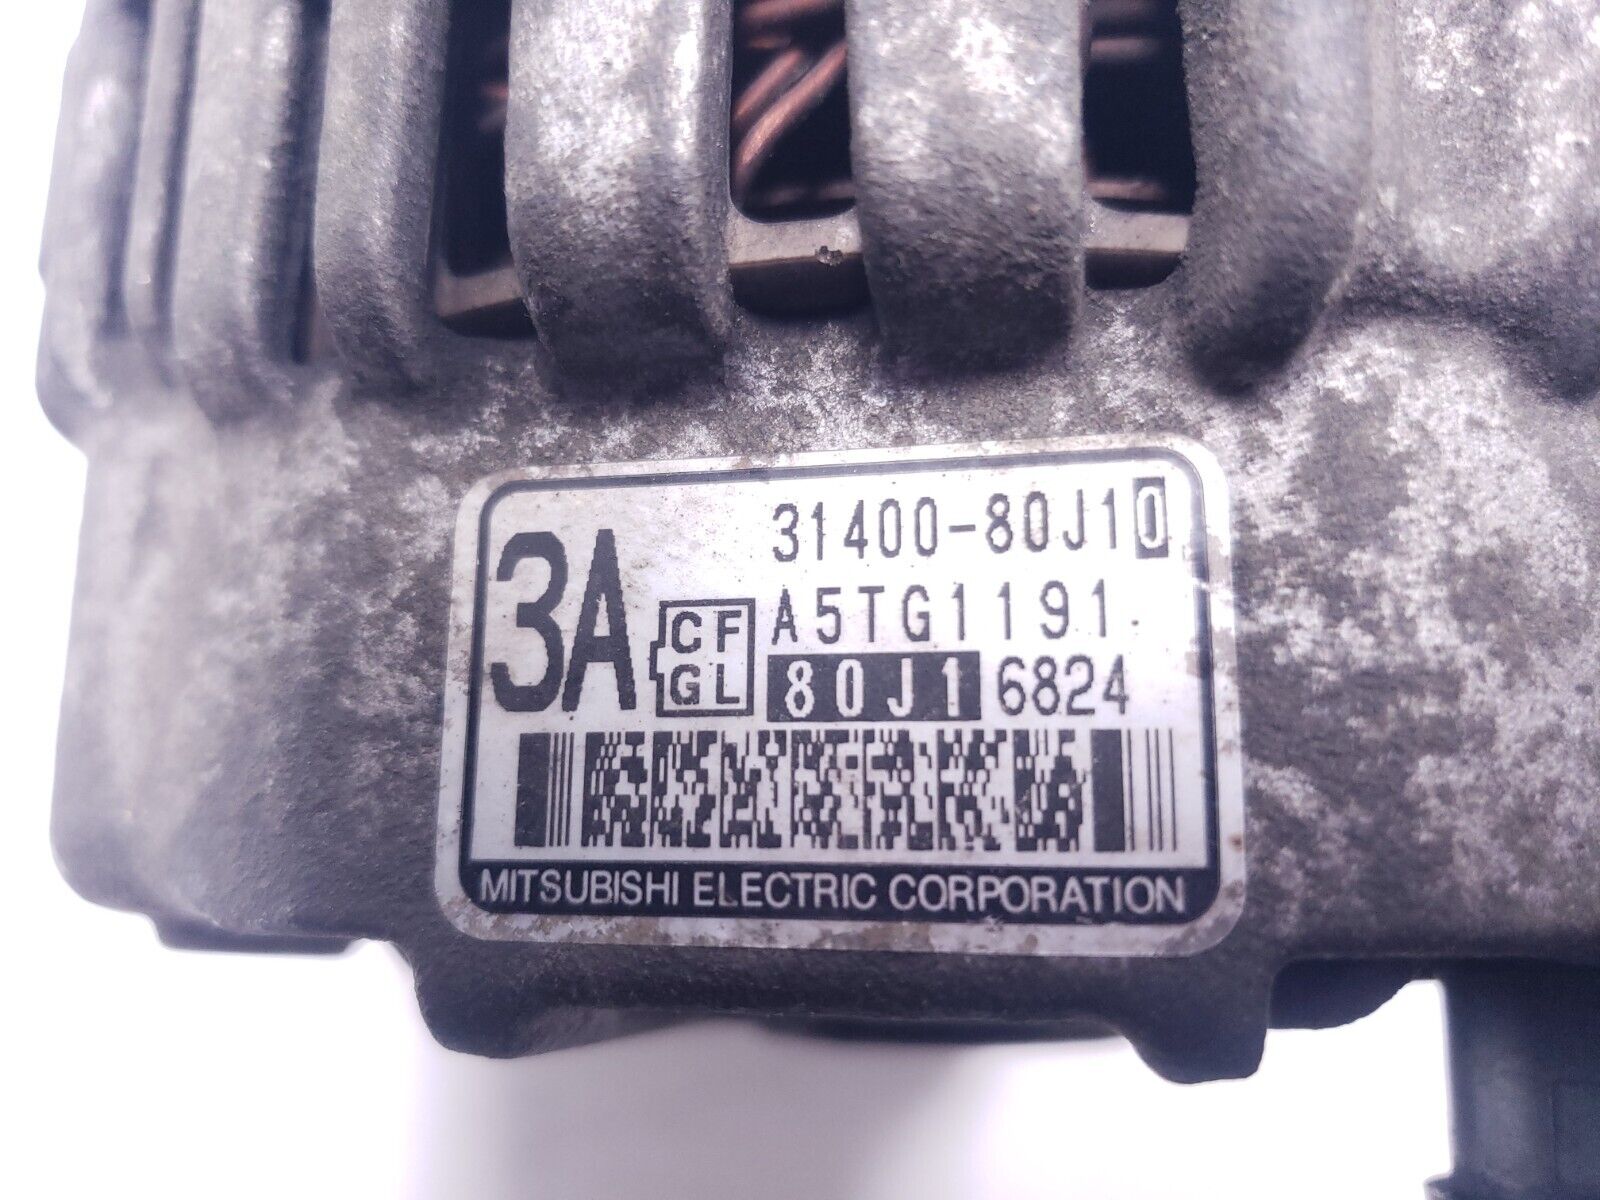 3A
31400-80J10
CF
GL
A5TG1191
80J1 6824
MITSUBISHI ELECTRIC CORPORATION